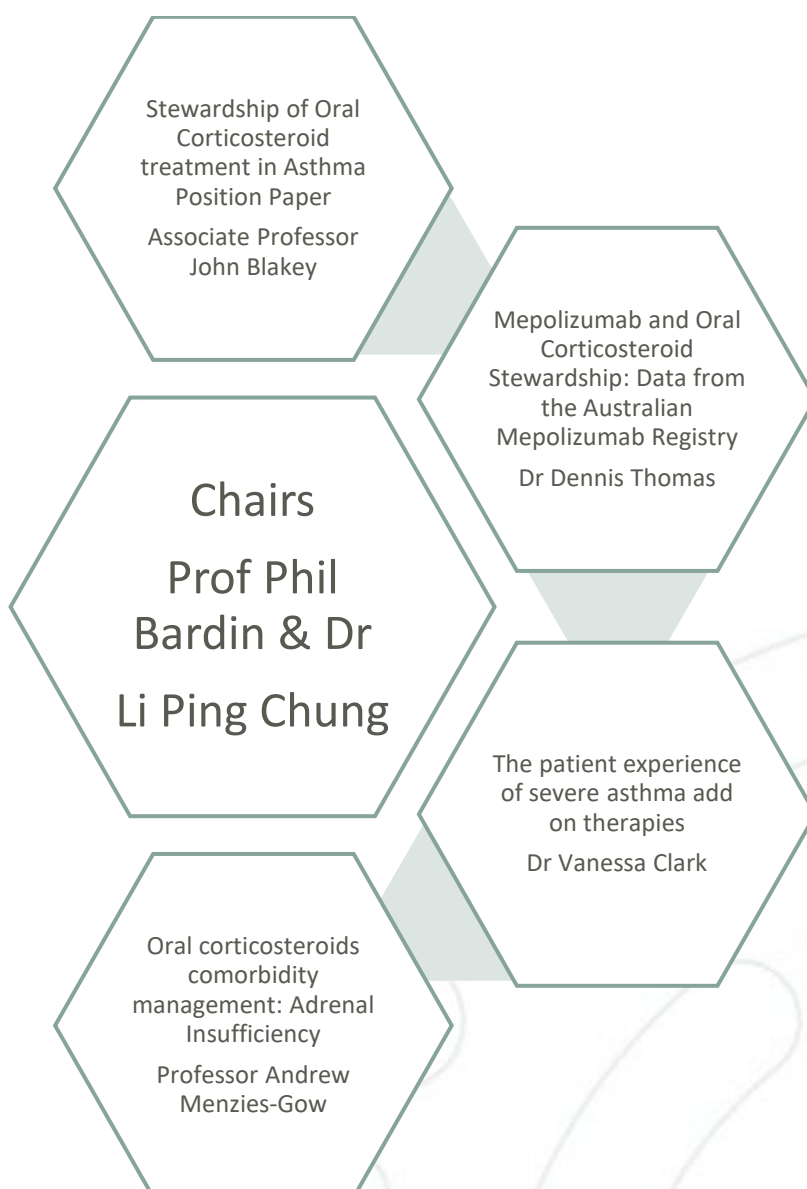 Stewardship of Oral
Corticosteroid
treatment in Asthma
Position Paper
Associate Professor
John Blakey
Mepolizumab and Oral
Corticosteroid
Stewardship: Data from
the Australian
Mepolizumab Registry
Dr Dennis Thomas
Chairs
Prof Phil
Bardin & Dr
Li Ping Chung
The patient experience
of severe asthma add
on therapies
Dr Vanessa Clark
Oral corticosteroids
comorbidity
management: Adrenal
Insufficiency
Professor Andrew
Menzies-Gow